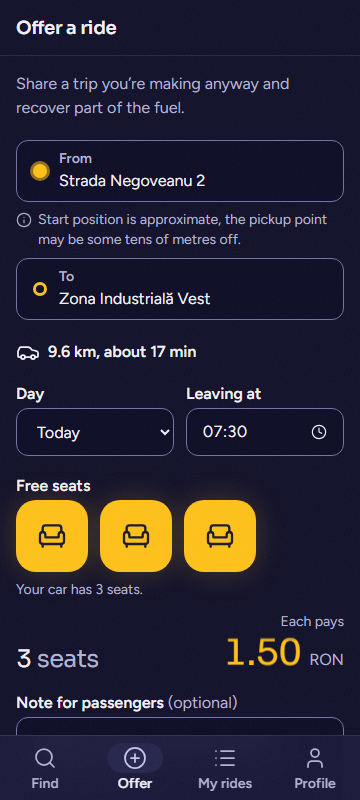 Offer a ride
Share a trip you’re making anyway and
recover part of the fuel.
From
Strada Negoveanu 2
Start position is approximate, the pickup point
may be some tens of metres off.
To
Zona Industrială Vest
9.6 km, about 17 min
Day Leaving at
Today 07:30
Free seats
Your car has 3 seats.
Each pays
3 seats 1.50 RON
Note for passengers (optional)
Find Offer My rides Profile